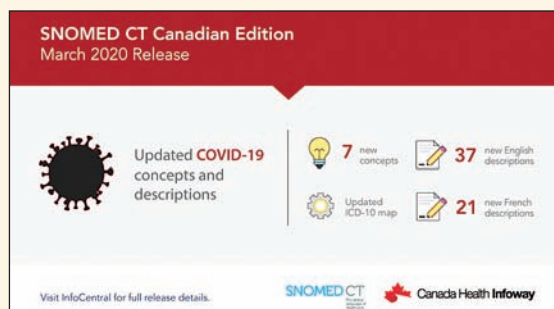 SNOMED CT Canadian Edition
March 2020 Release
Updated COVID-19
concepts and
descriptions
7 new
concepts
37 new English
descriptions
Updated
ICD-10 map
21 new French
descriptions
Visit InfoCentral for full release details.
SNOMED CT
Canada Health Infoway